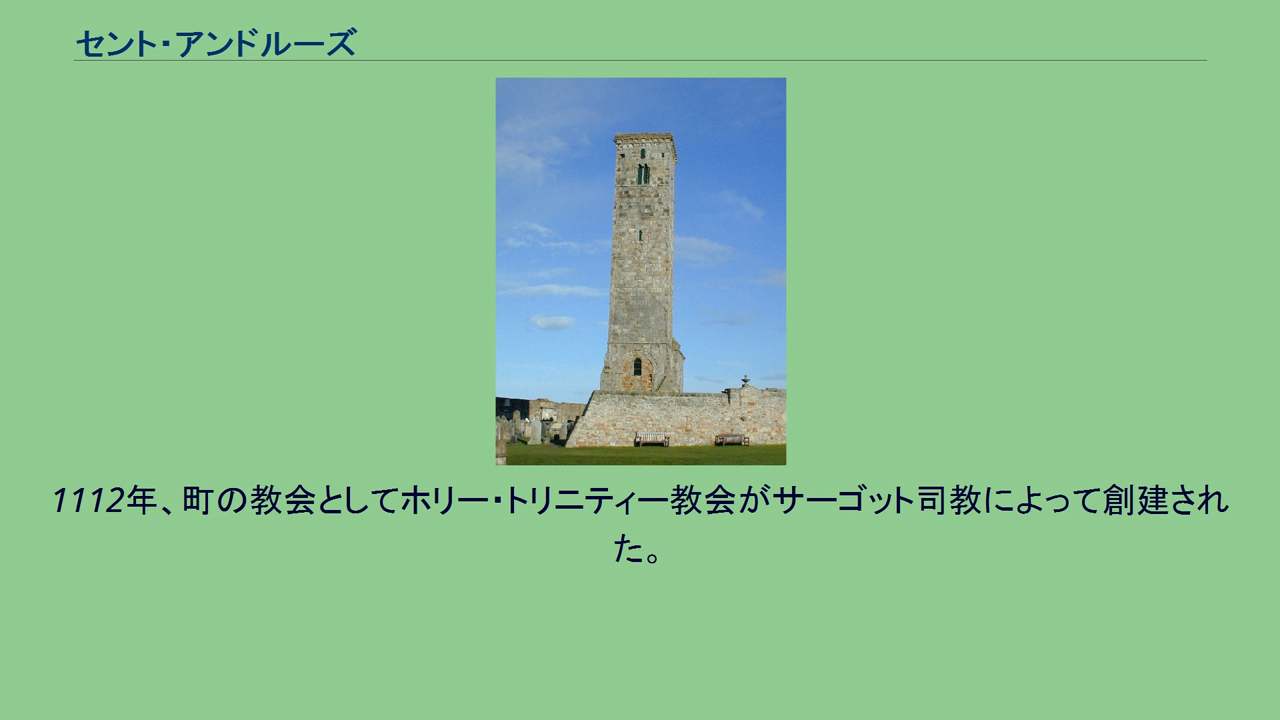 セント・アンドルーズ
1112年、町の教会としてホリー・トリニティー教会がサーゴット司教によって創建され
た。